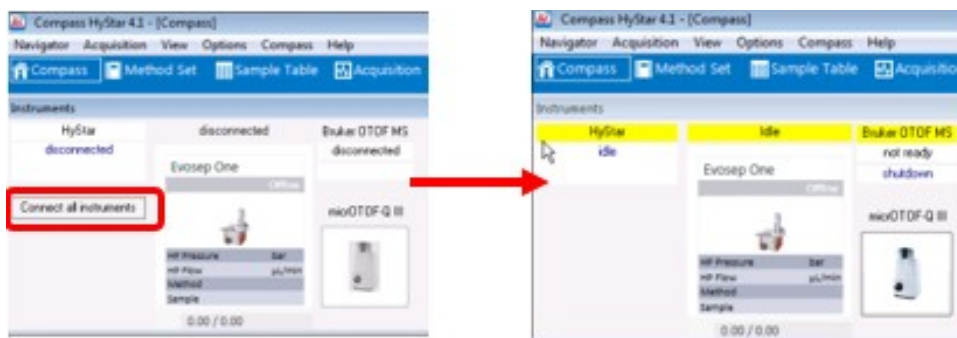 Compass HyStar 4.1 - [Compass]
Navigator Acquisition View Options Compass Help
Compass Method Set Sample Table Acquisition
Instruments
HyStar disconnected Bruker OTOF MS
disconnected disconnected
Evosep One
Offline
Connect all instruments
micrOTOF-Q III
HP Pressure bar
HP Flow µL/min
Method
Sample
0.00 / 0.00
Compass HyStar 4.1 - [Compass]
Navigator Acquisition View Options Compass Help
Compass Method Set Sample Table Acquisitio
Instruments
HyStar Idle Bruker OTOF MS
idle not ready
Evosep One shutdown
Offline
micrOTOF-Q III
HP Pressure bar
HP Flow µL/min
Method
Sample
0.00 / 0.00